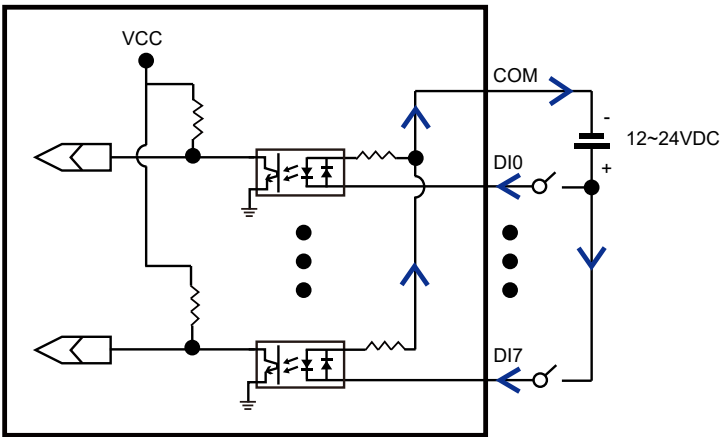 VCC
COM
-
12~24VDC
DI0
+
DI7